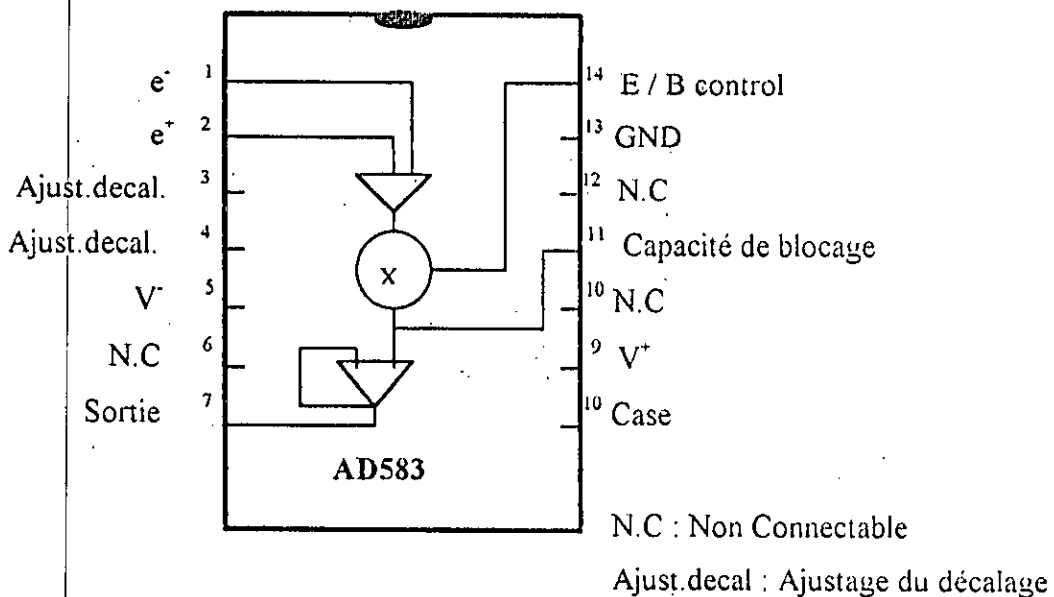 e⁻ 1
e⁺ 2
Ajust.decal. 3
Ajust.decal. 4
V⁻ 5
N.C 6
Sortie 7
14 E / B control
13 GND
12 N.C
11 Capacité de blocage
10 N.C
9 V⁺
10 Case
X
AD583
N.C : Non Connectable
Ajust.decal : Ajustage du décalage